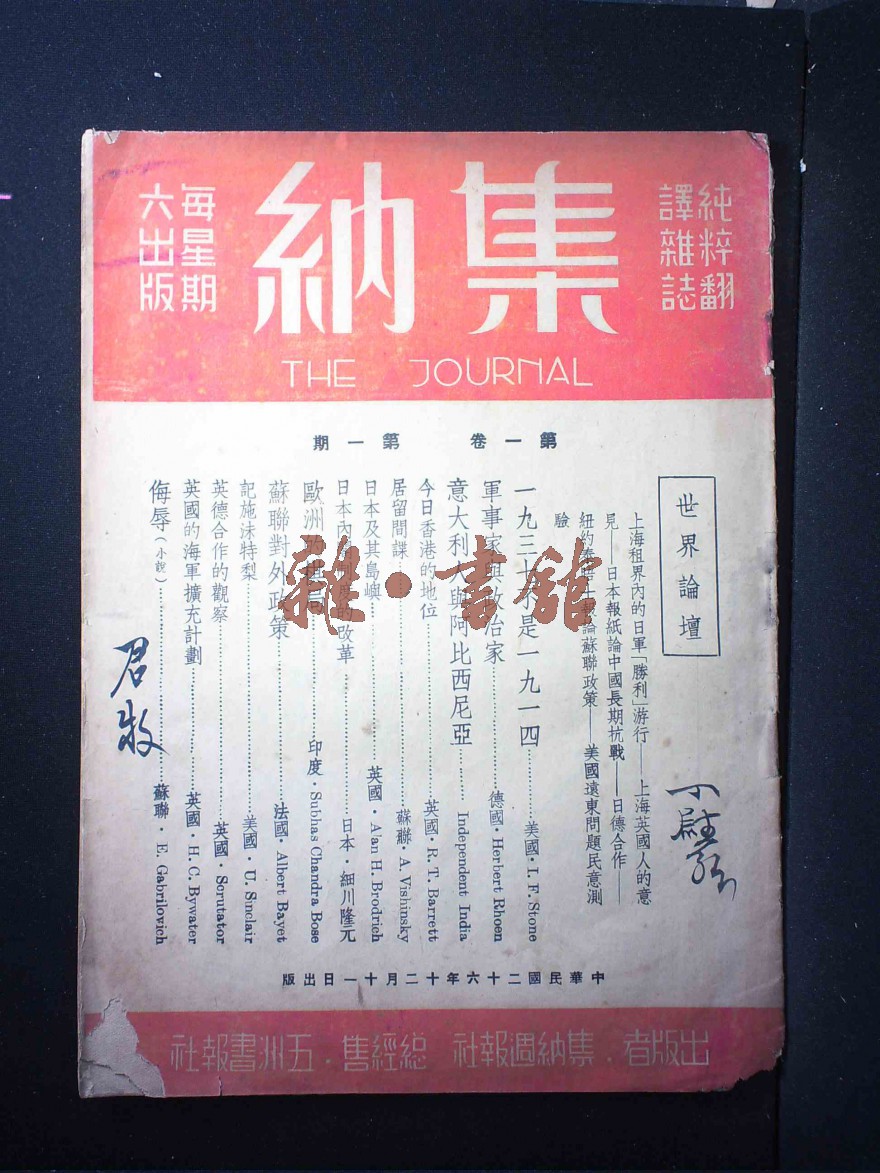 純粹翻
譯雜誌
集納
每星期
六出版
THE JOURNAL
第一卷 第一期
世界論壇
上海租界內的日軍「勝利」游行——上海英國人的意
見——日本報紙論中國長期抗戰——日德合作——
紐約泰晤士報論蘇聯政策——美國遠東問題民意測
驗
一九三七不是一九一四……美國·I. F. Stone
軍事家與政治家……德國·Herbert Rhoen
意大利人與阿比西尼亞……Independent India
今日香港的地位……英國·R. T. Barrett
居留間諜……蘇聯·A. Vishinsky
日本及其島嶼……英國·Alan H. Brodrich
日本內閣制度的改革……日本·細川隆元
歐洲的棋局……印度·Subhas Chandra Bose
蘇聯對外政策……法國·Albert Bayet
記施沫特梨……美國·U. Sinclair
英德合作的觀察……英國·Scrutator
英國的海軍擴充計劃……英國·H. C. Bywater
侮辱(小說)……蘇聯·E. Gabrilovich
中華民國二十六年十二月十一日出版
出版者·集納週報社 總經售·五洲書報社
雜·書館